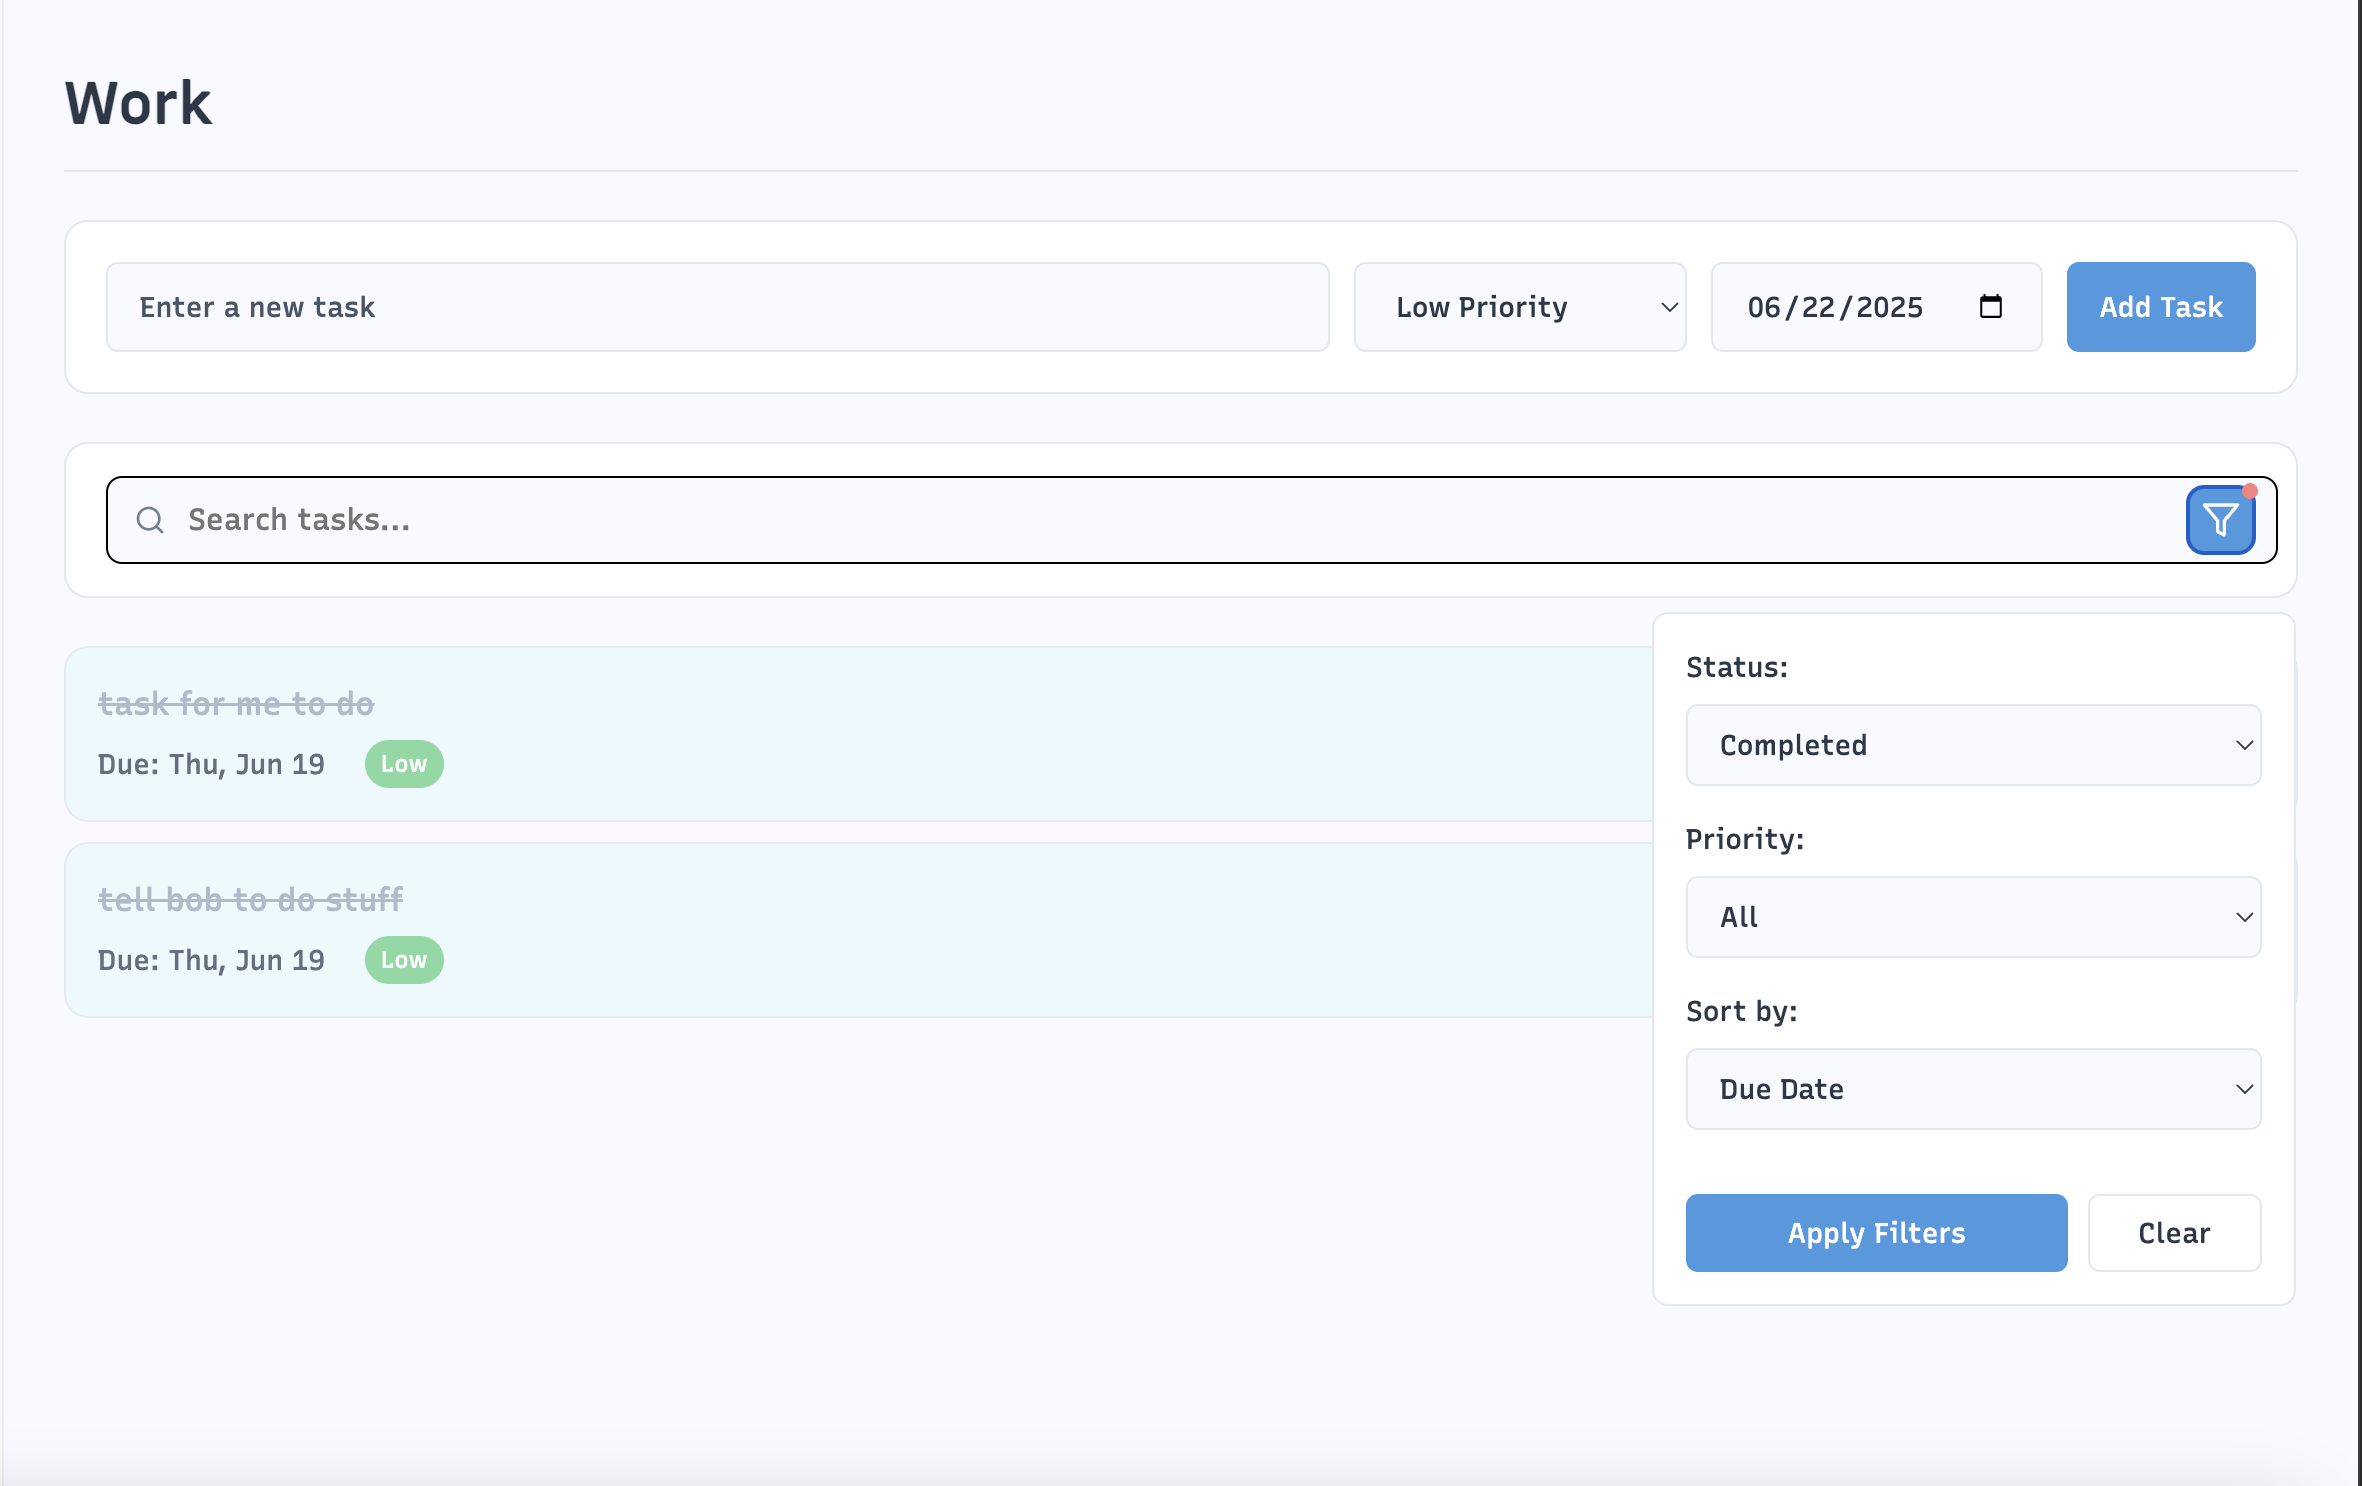 Work
Enter a new task
Low Priority
06/22/2025
Add Task
Search tasks...
task for me to do
Due: Thu, Jun 19
Low
tell bob to do stuff
Due: Thu, Jun 19
Low
Status:
Completed
Priority:
All
Sort by:
Due Date
Apply Filters
Clear